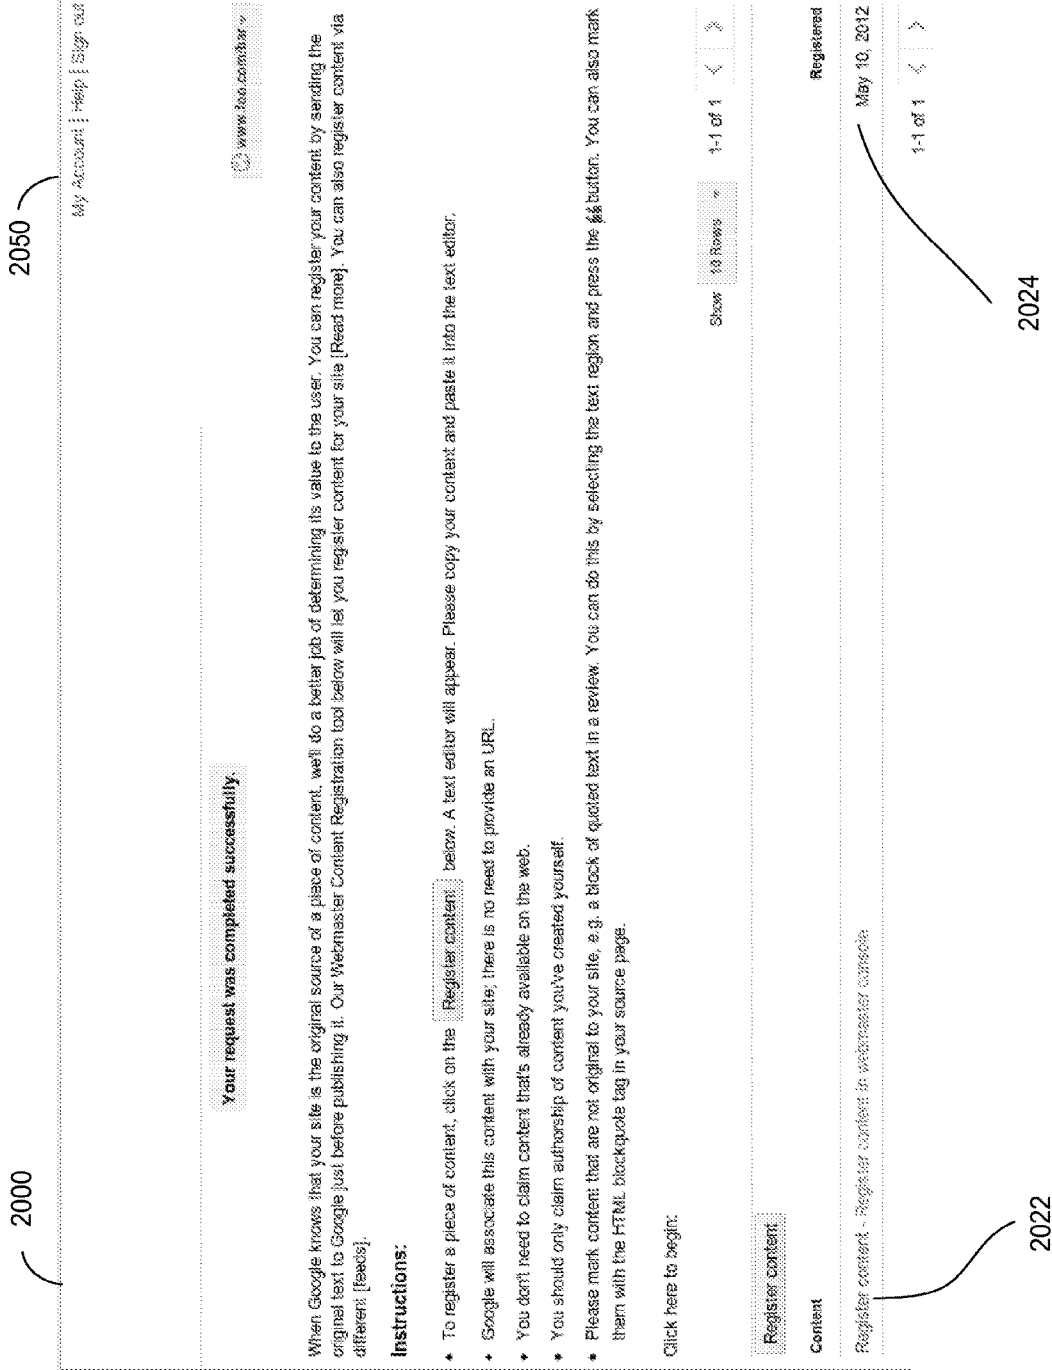 2000
2050
My Account | Help | Sign out
Your request was completed successfully.
www.foo.com/bar
When Google knows that your site is the original source of a piece of content, we'll do a better job of determining its value to the user. You can register your content by sending the
original text to Google just before publishing it. Our Webmaster Content Registration tool below will let you register content for your site [Read more]. You can also register content via
different [feeds].
Instructions:
• To register a piece of content, click on the Register content below. A text editor will appear. Please copy your content and paste it into the text editor.
• Google will associate this content with your site; there is no need to provide an URL.
• You don't need to claim content that's already available on the web.
• You should only claim authorship of content you've created yourself.
• Please mark content that are not original to your site, e.g. a block of quoted text in a review. You can do this by selecting the text region and press the button. You can also mark
them with the HTML blockquote tag in your source page.
Click here to begin:
Show 10 Rows 1-1 of 1 < >
Register content
Content Registered
Register content - Register content in webmaster console May 10, 2012
1-1 of 1 < >
2022
2024